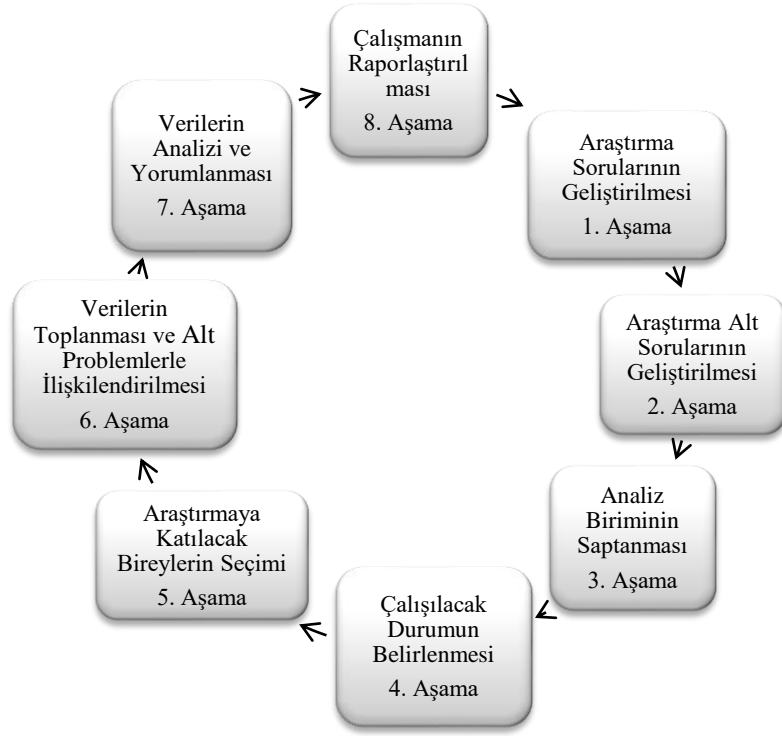 Çalışmanın
Raporlaştırıl
ması
8. Aşama
Araştırma
Sorularının
Geliştirilmesi
1. Aşama
Araştırma Alt
Sorularının
Geliştirilmesi
2. Aşama
Analiz
Biriminin
Saptanması
3. Aşama
Çalışılacak
Durumun
Belirlenmesi
4. Aşama
Araştırmaya
Katılacak
Bireylerin Seçimi
5. Aşama
Verilerin
Toplanması ve Alt
Problemlerle
İlişkilendirilmesi
6. Aşama
Verilerin
Analizi ve
Yorumlanması
7. Aşama